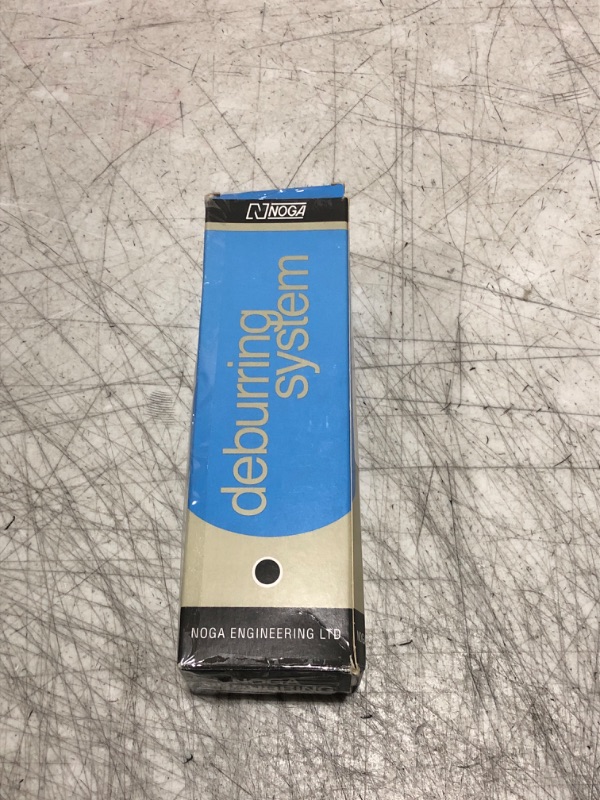 NOGA
deburring
system
NOGA ENGINEERING LTD